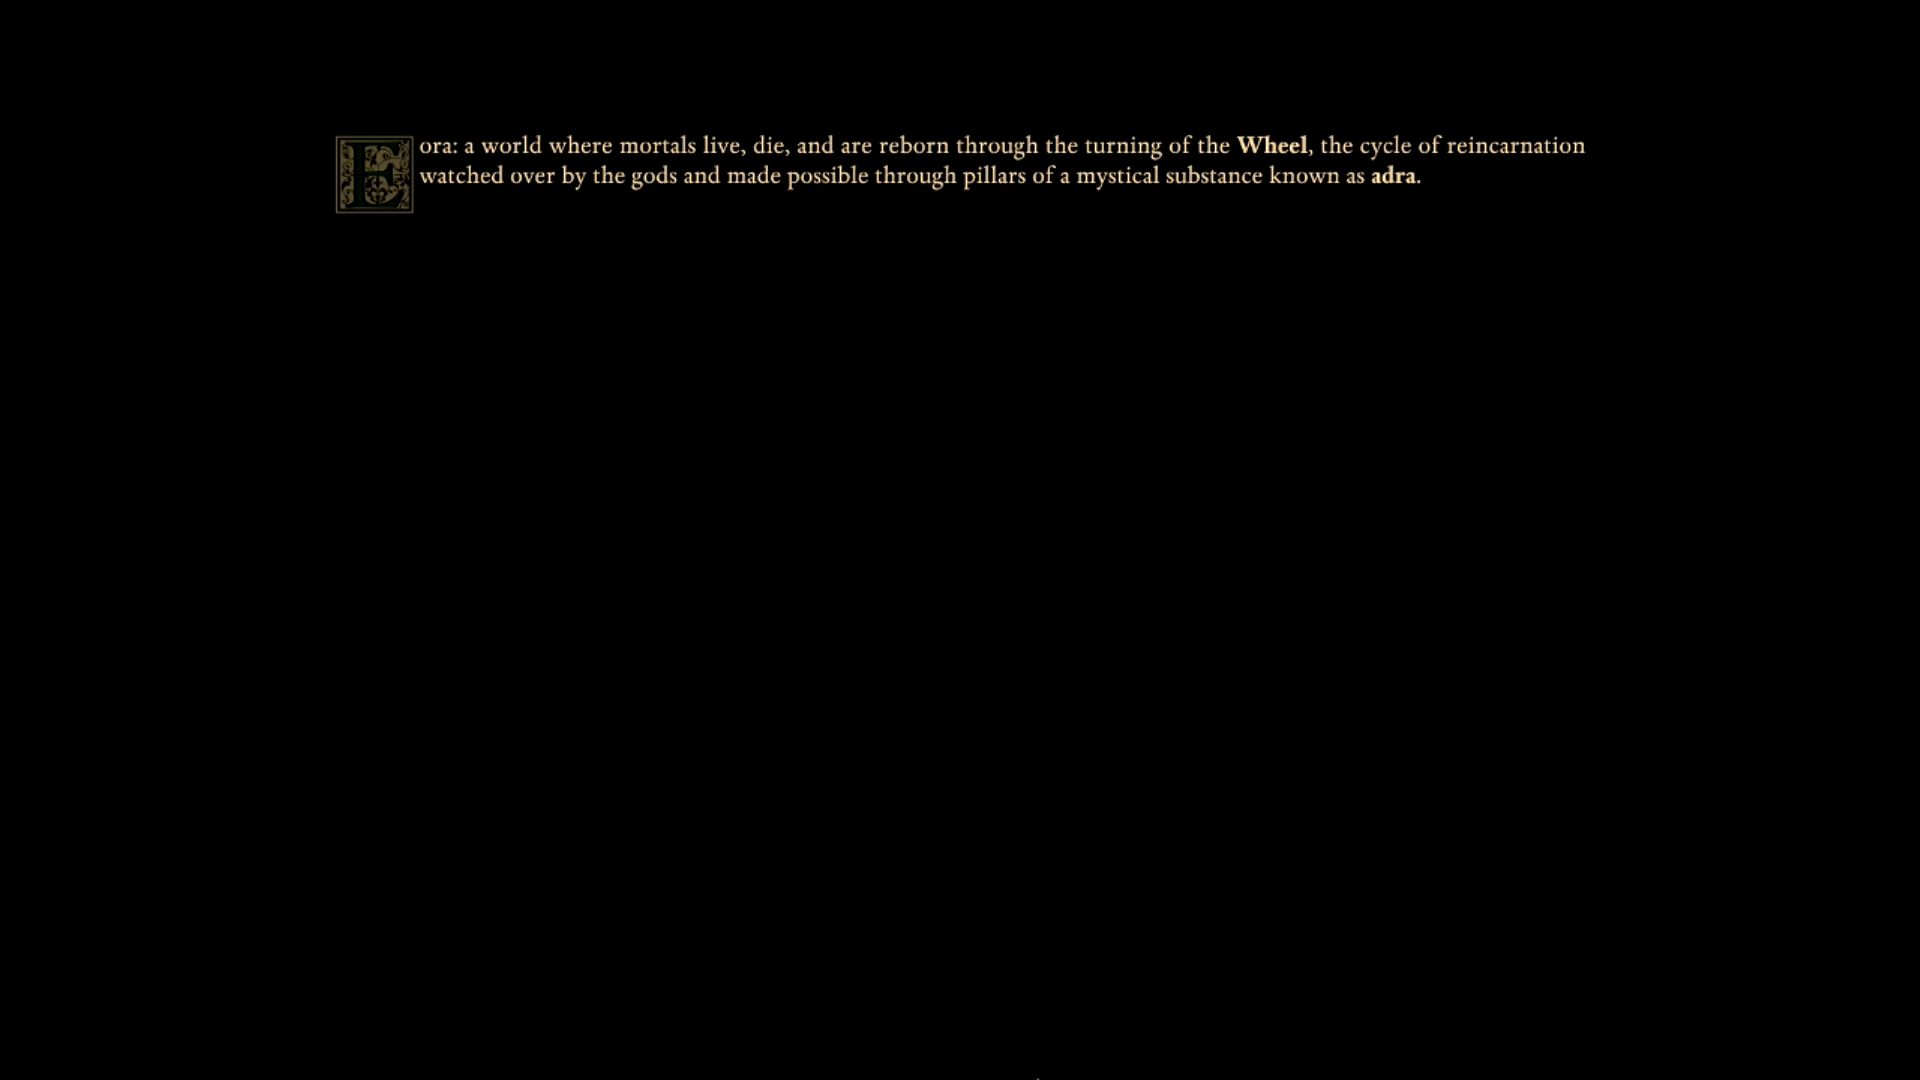 Eora: a world where mortals live, die, and are reborn through the turning of the Wheel, the cycle of reincarnation
watched over by the gods and made possible through pillars of a mystical substance known as adra.